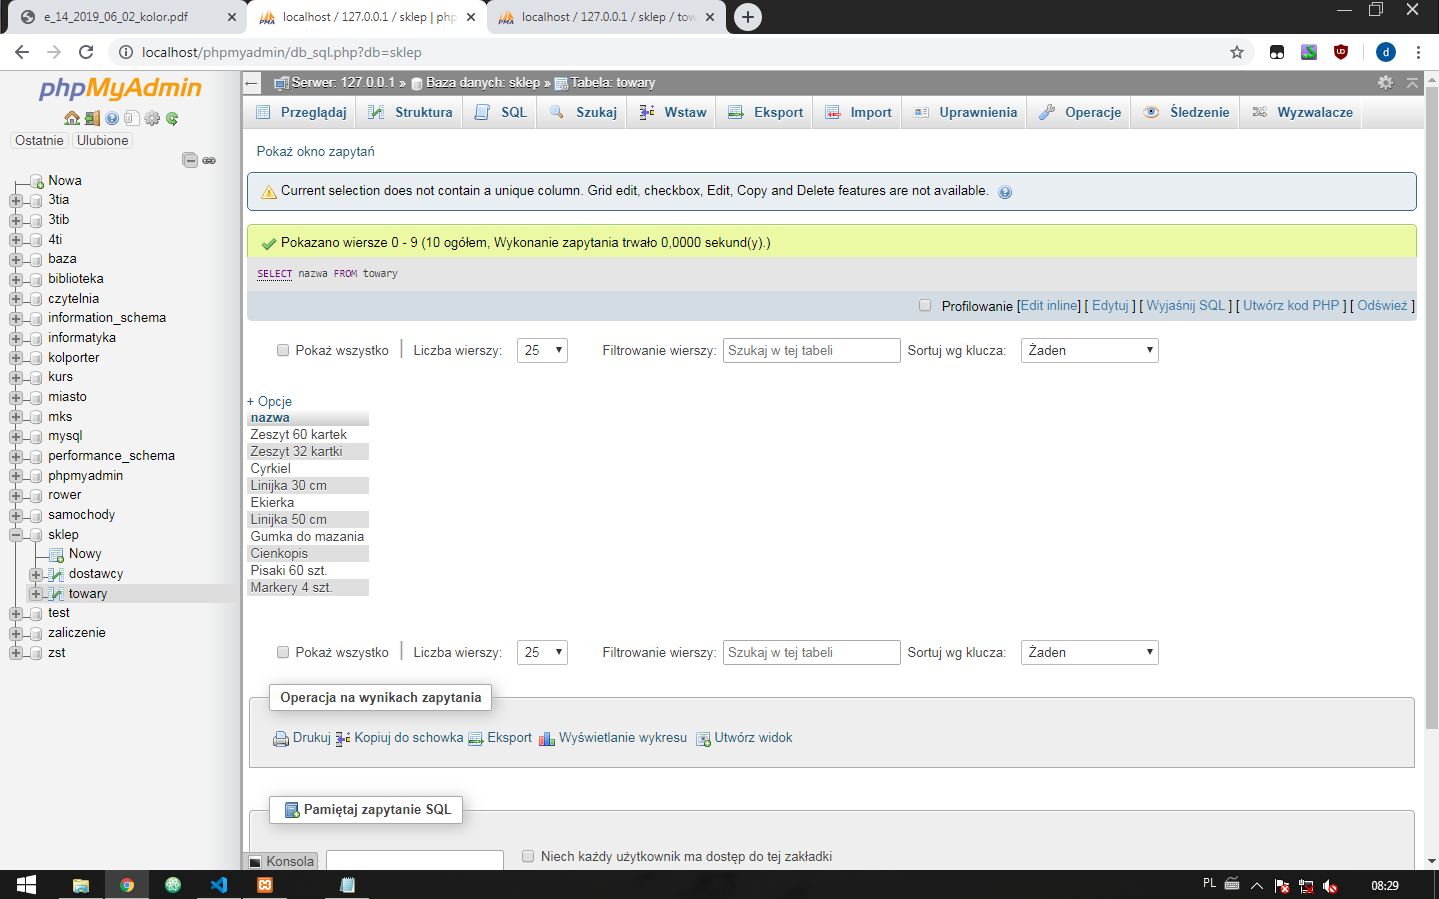 e_14_2019_06_02_kolor.pdf
localhost / 127.0.0.1 / sklep | php
localhost / 127.0.0.1 / sklep / tow
localhost/phpmyadmin/db_sql.php?db=sklep
d
phpMyAdmin
Ostatnie Ulubione
Nowa
3tia
3tib
4ti
baza
biblioteka
czytelnia
information_schema
informatyka
kolporter
kurs
miasto
mks
mysql
performance_schema
phpmyadmin
rower
samochody
sklep
Nowy
dostawcy
towary
test
zaliczenie
zst
Serwer: 127.0.0.1 » Baza danych: sklep » Tabela: towary
Przeglądaj Struktura SQL Szukaj Wstaw Eksport Import Uprawnienia Operacje Śledzenie Wyzwalacze
Pokaż okno zapytań
Current selection does not contain a unique column. Grid edit, checkbox, Edit, Copy and Delete features are not available.
Pokazano wiersze 0 - 9 (10 ogółem, Wykonanie zapytania trwało 0,0000 sekund(y).)
SELECT nazwa FROM towary
Profilowanie [Edit inline] [ Edytuj ] [ Wyjaśnij SQL ] [ Utwórz kod PHP ] [ Odśwież ]
Pokaż wszystko | Liczba wierszy: 25 Filtrowanie wierszy: Szukaj w tej tabeli Sortuj wg klucza: Żaden
+ Opcje
nazwa
Zeszyt 60 kartek
Zeszyt 32 kartki
Cyrkiel
Linijka 30 cm
Ekierka
Linijka 50 cm
Gumka do mazania
Cienkopis
Pisaki 60 szt.
Markery 4 szt.
Pokaż wszystko | Liczba wierszy: 25 Filtrowanie wierszy: Szukaj w tej tabeli Sortuj wg klucza: Żaden
Operacja na wynikach zapytania
Drukuj Kopiuj do schowka Eksport Wyświetlanie wykresu Utwórz widok
Pamiętaj zapytanie SQL
Konsola
Niech każdy użytkownik ma dostęp do tej zakładki
PL
08:29